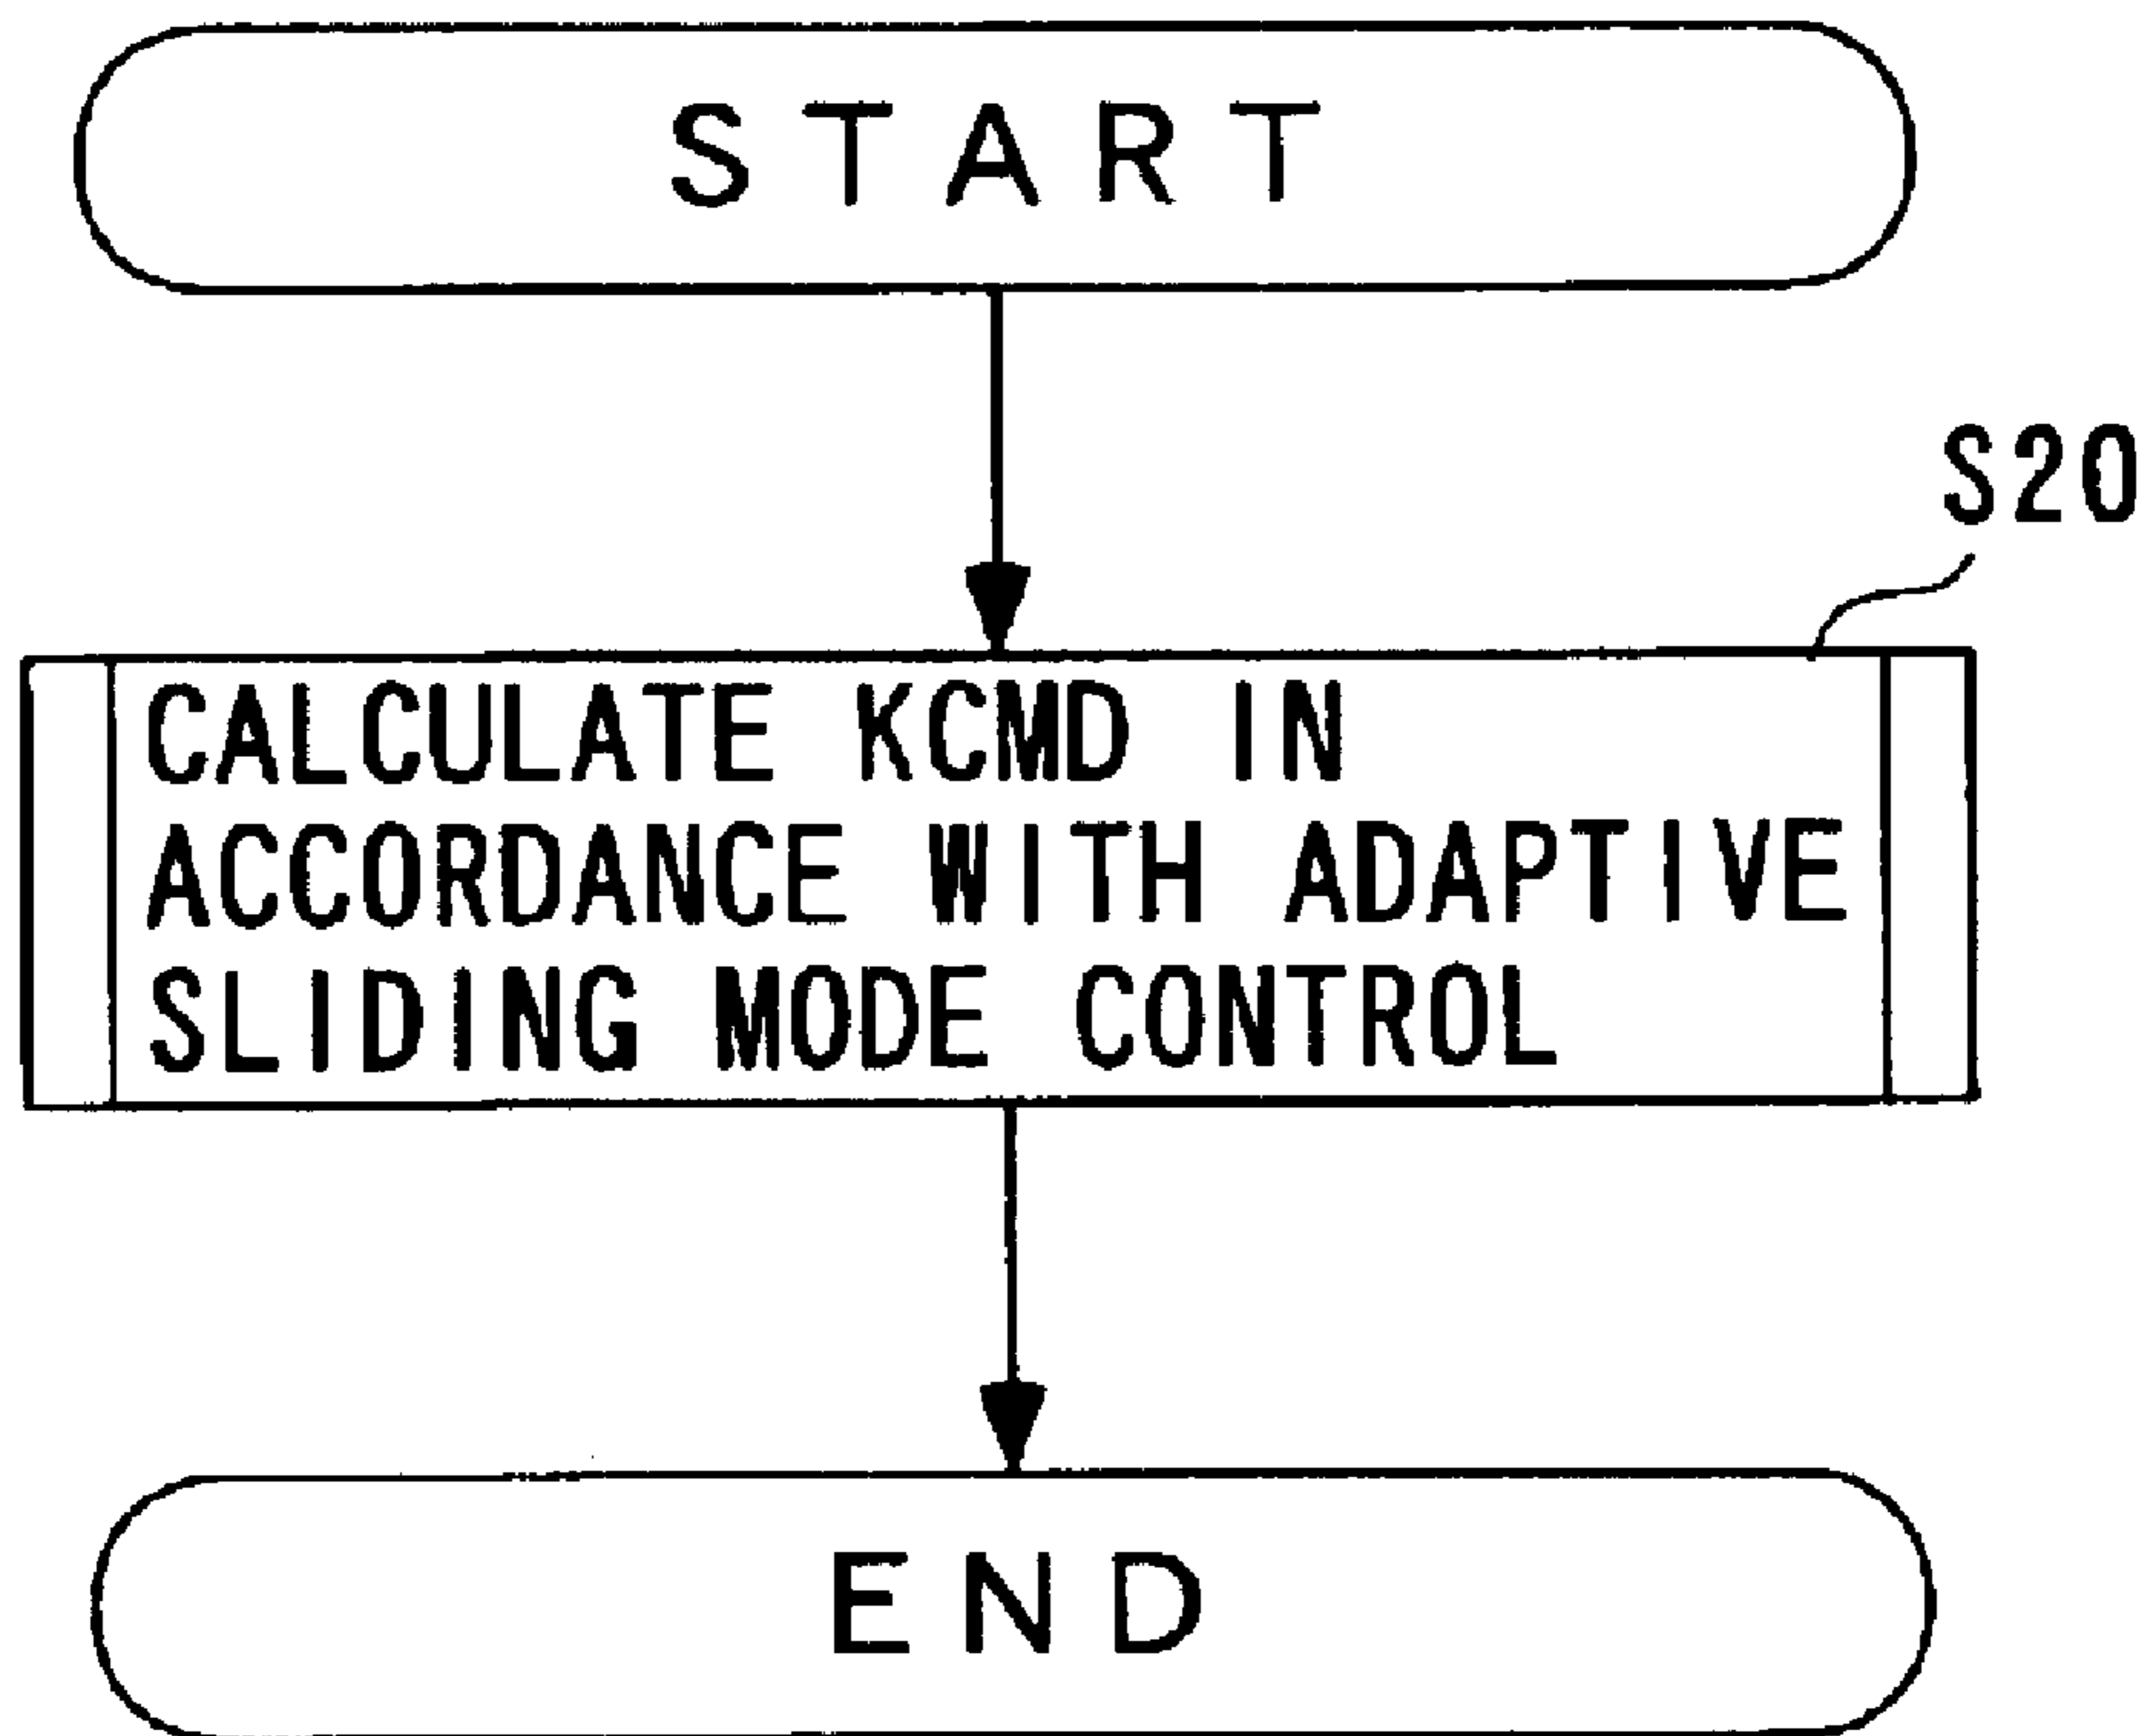 START
S20
CALCULATE KCMD IN
ACCORDANCE WITH ADAPTIVE
SLIDING MODE CONTROL
END